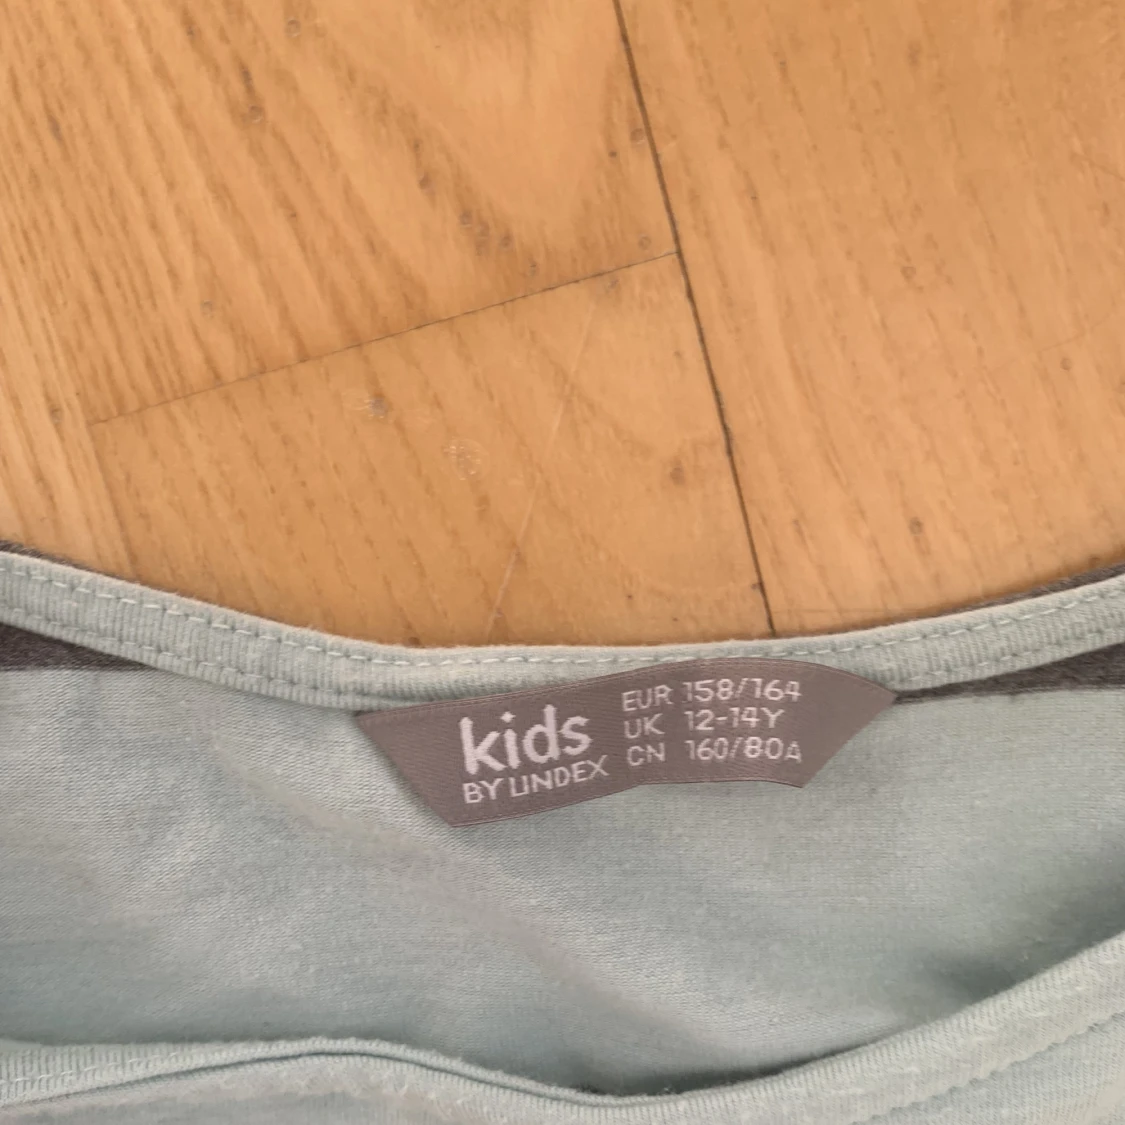 kids
BY LINDEX
EUR 158/164
UK 12-14Y
CN 160/80A